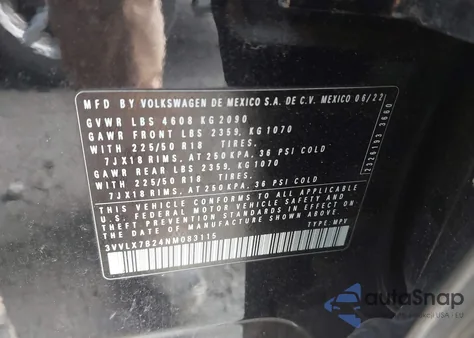 MFD BY VOLKSWAGEN DE MEXICO S.A. DE C.V. MEXICO 06/22
GVWR LBS 4608 KG 2090
GAWR FRONT LBS 2359, KG 1070
WITH 225/50 R18 TIRES,
7JX18 RIMS, AT 250 KPA, 36 PSI COLD
GAWR REAR LBS 2359, KG 1070
WITH 225/50 R18 TIRES,
7JX18 RIMS, AT 250 KPA, 36 PSI COLD
THIS VEHICLE CONFORMS TO ALL APPLICABLE
U.S. FEDERAL MOTOR VEHICLE SAFETY AND
THEFT PREVENTION STANDARDS IN EFFECT ON
THE DATE OF MANUFACTURE SHOWN ABOVE.
3VVLX7B24NM083115 TYPE: MPV
2326193 3660
autoSnap